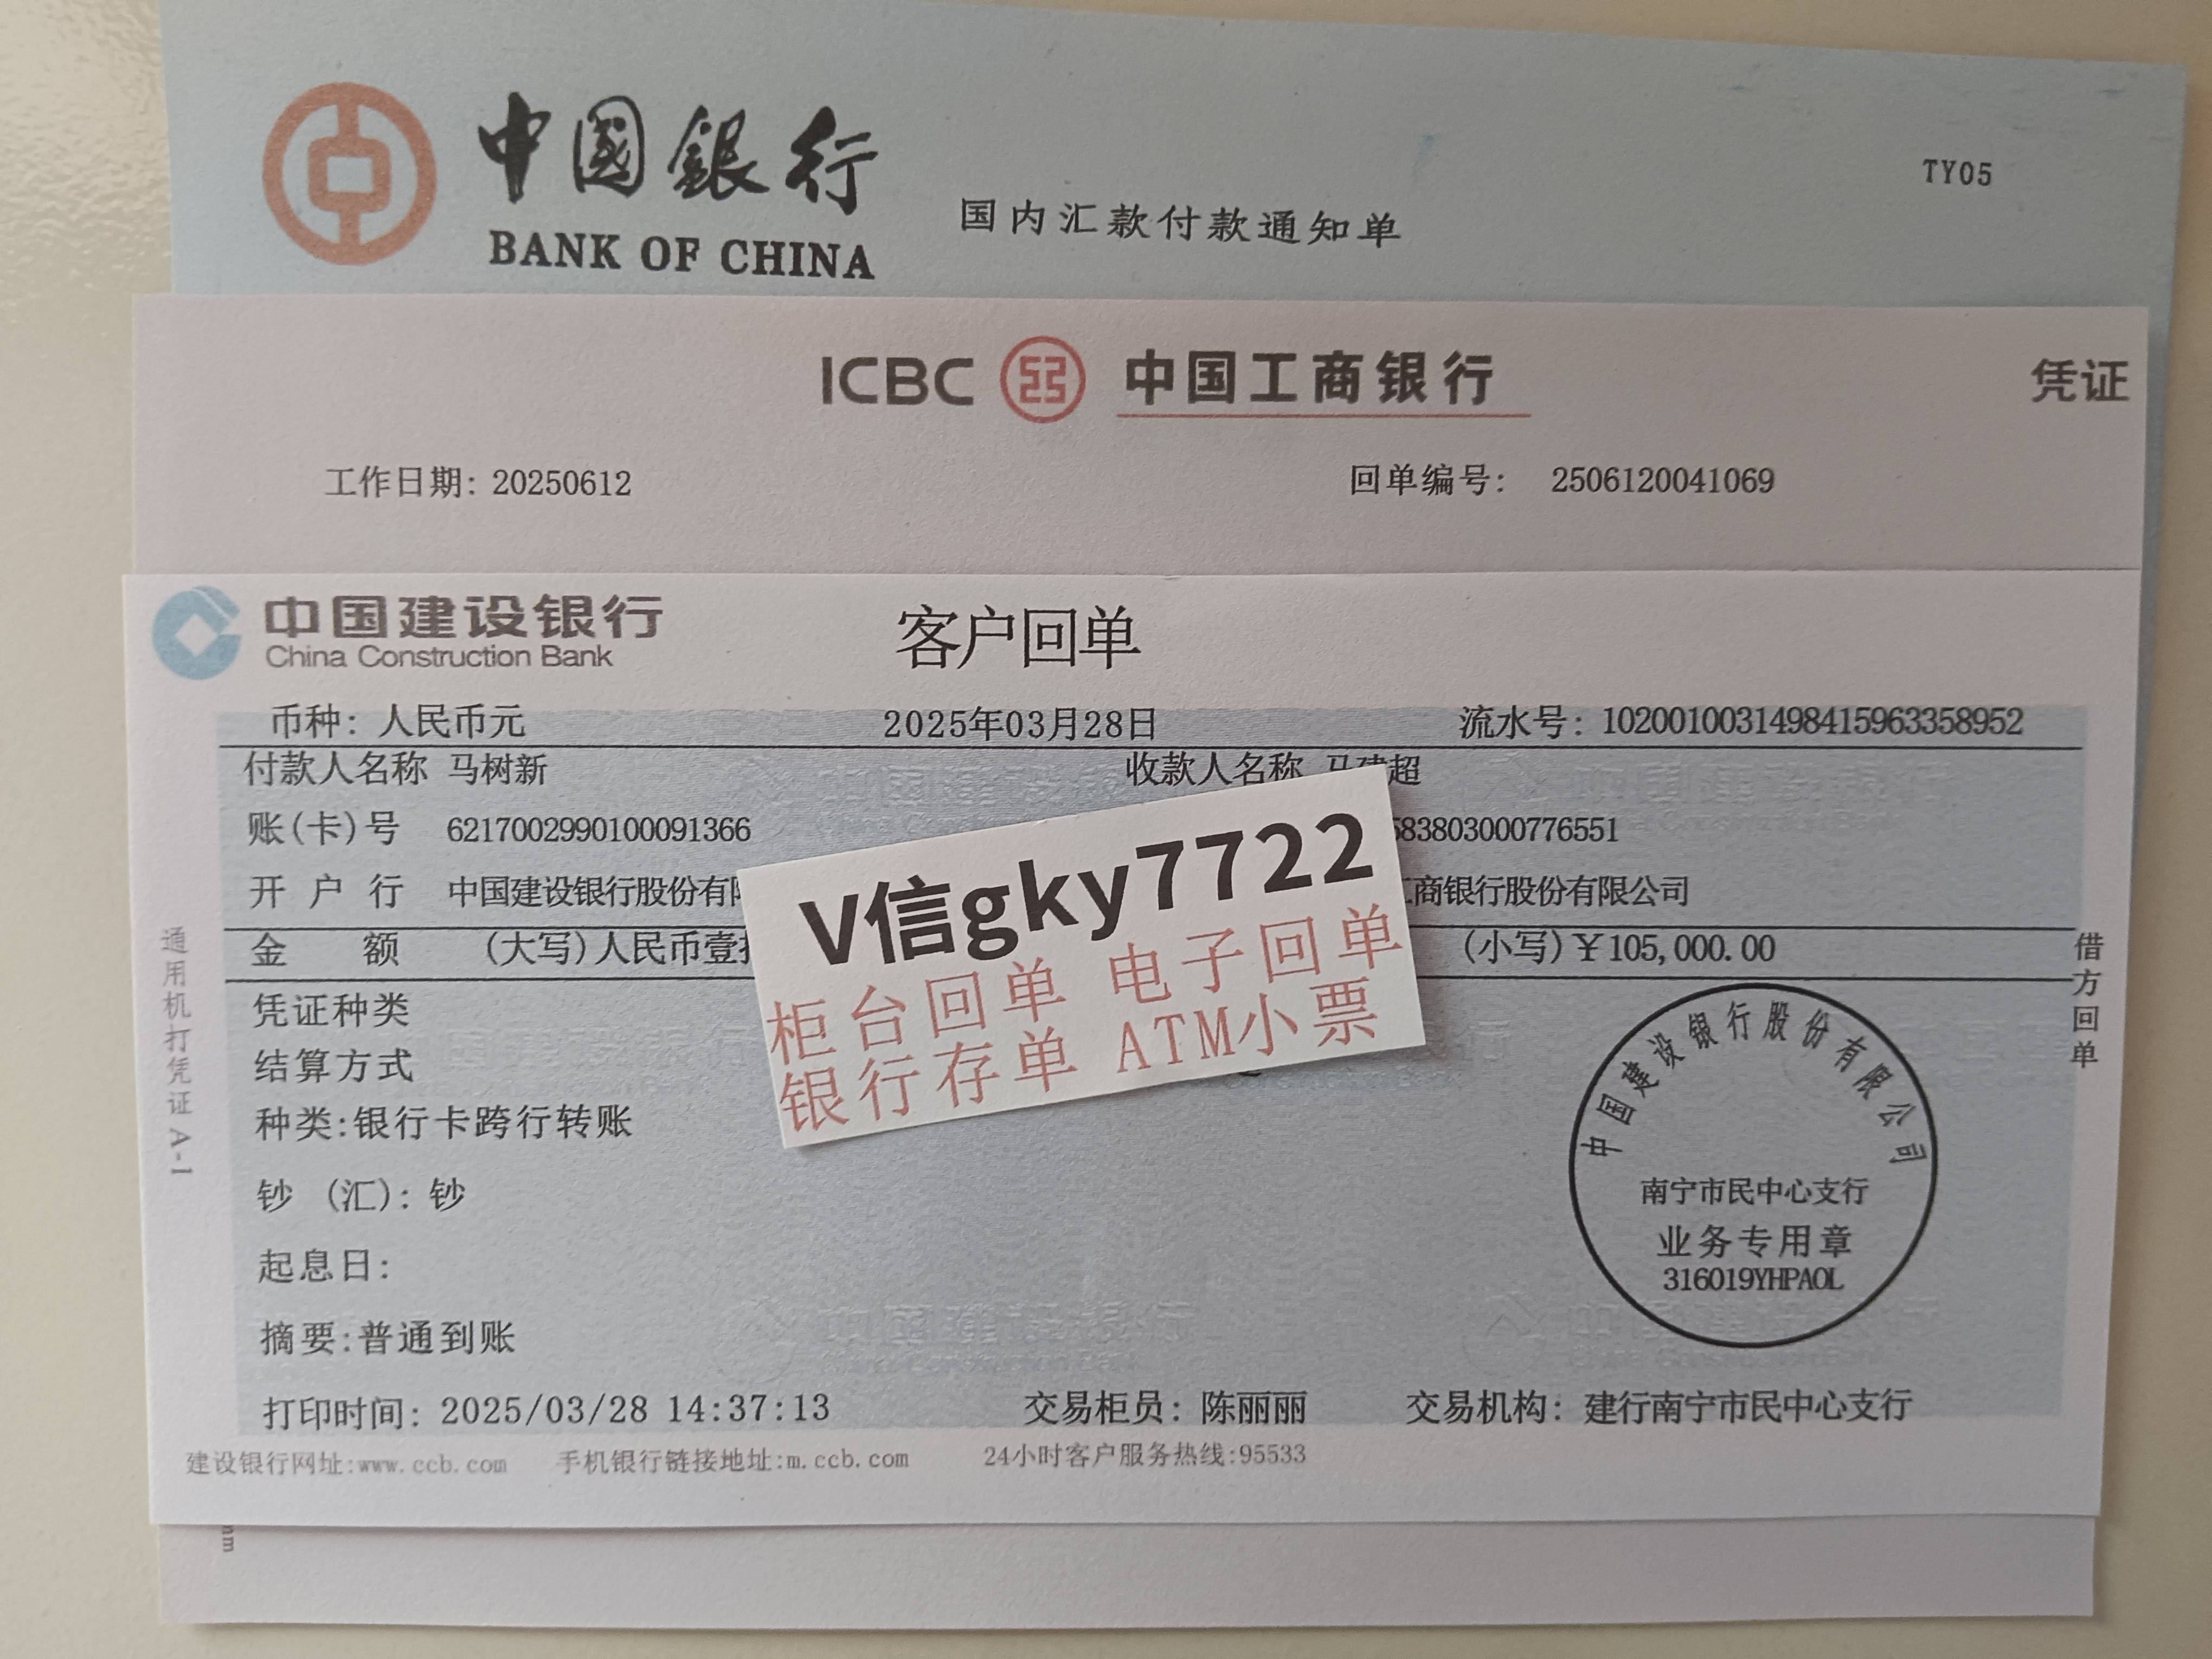 中國銀行
BANK OF CHINA
国内汇款付款通知单
TY05
ICBC 中国工商银行
凭证
工作日期: 20250612
回单编号: 2506120041069
中国建设银行
China Construction Bank
客户回单
币种: 人民币元
2025年03月28日
流水号: 1020010031498415963358952
付款人名称 马树新
收款人名称 马建超
账(卡)号 6217002990100091366
583803000776551
开户行 中国建设银行股份有
工商银行股份有限公司
金额 (大写)人民币壹
(小写)￥105,000.00
V信gky7722
柜台回单 电子回单
银行存单 ATM小票
凭证种类
结算方式
种类:银行卡跨行转账
钞 (汇): 钞
起息日:
摘要:普通到账
中国建设银行股份有限公司
南宁市民中心支行
业务专用章
316019YHPAOL
打印时间: 2025/03/28 14:37:13
交易柜员: 陈丽丽
交易机构: 建行南宁市民中心支行
建设银行网址:www.ccb.com
手机银行链接地址:m.ccb.com
24小时客户服务热线:95533
通用机打凭证 A-1
借方回单
mm